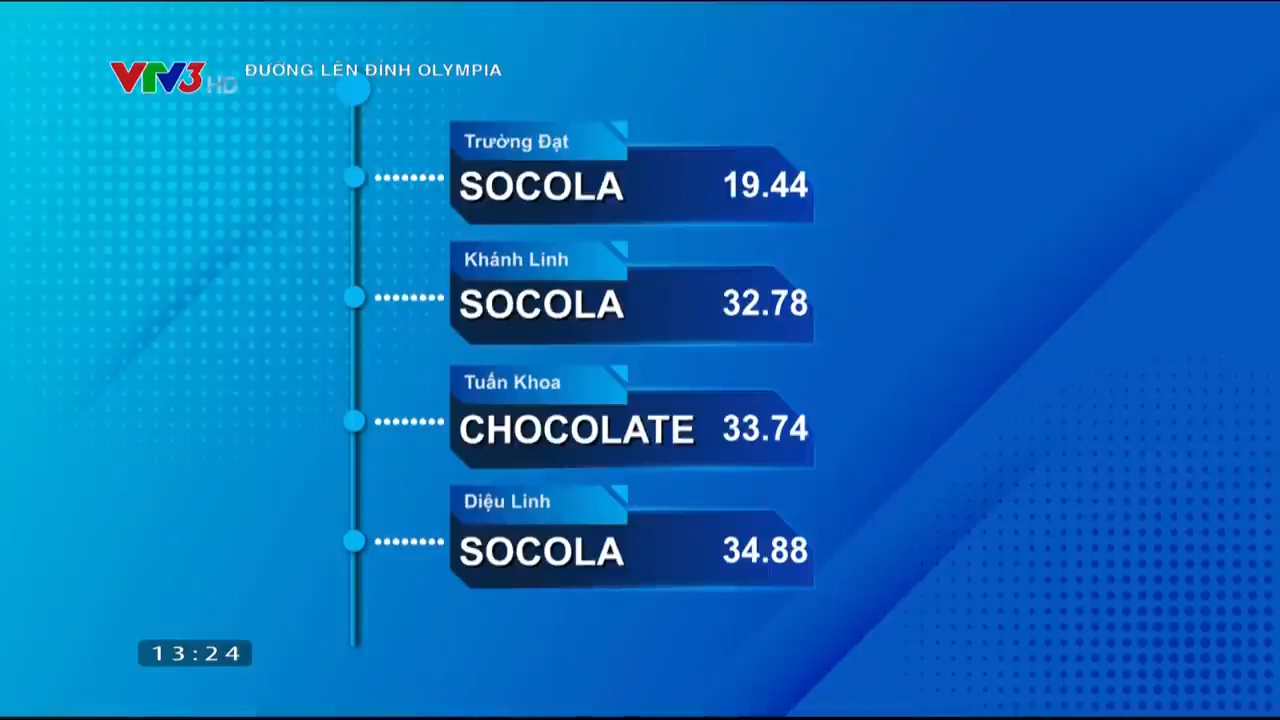 VTV3 HD
ĐƯỜNG LÊN ĐỈNH OLYMPIA
Trường Đạt
SOCOLA 19.44
Khánh Linh
SOCOLA 32.78
Tuấn Khoa
CHOCOLATE 33.74
Diệu Linh
SOCOLA 34.88
13:24